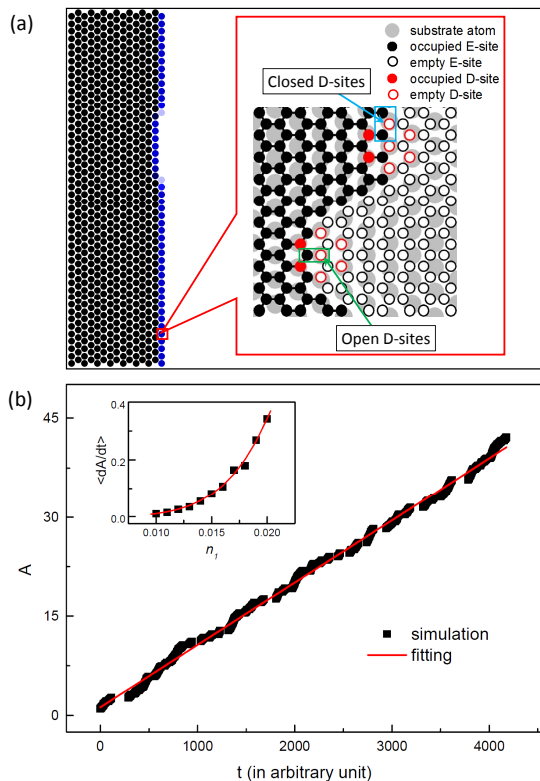 (a)
substrate atom
occupied E-site
empty E-site
occupied D-site
empty D-site
Closed D-sites
Open D-sites
(b)
0.4
0.2
0.0
<dA/dt>
0.010
0.015
0.020
n₁
45
30
15
0
A
simulation
fitting
0
1000
2000
3000
4000
t (in arbitrary unit)